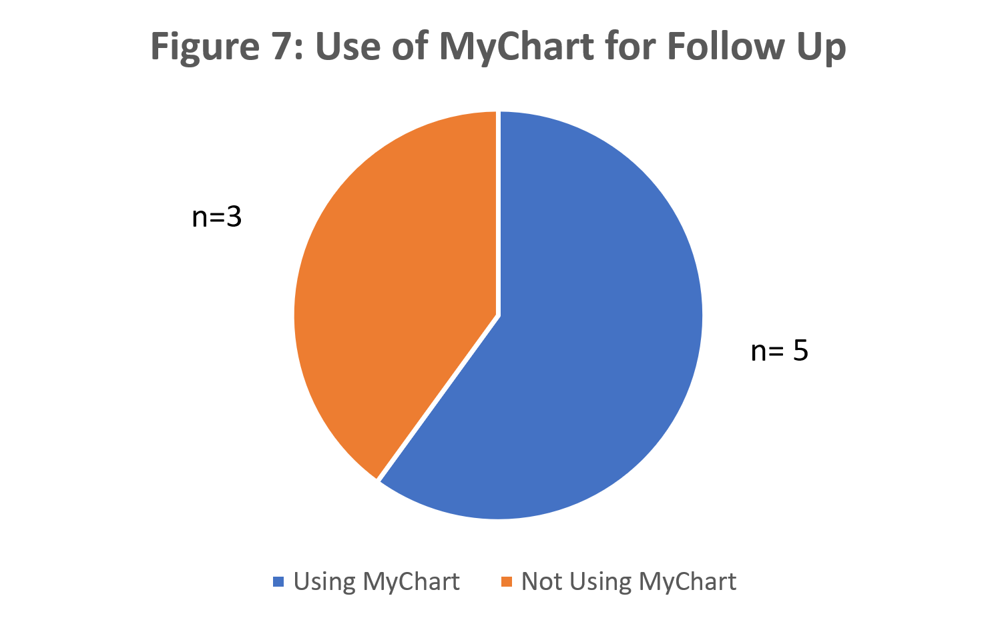 Figure 7: Use of MyChart for Follow Up
n=3
n= 5
Using MyChart
Not Using MyChart